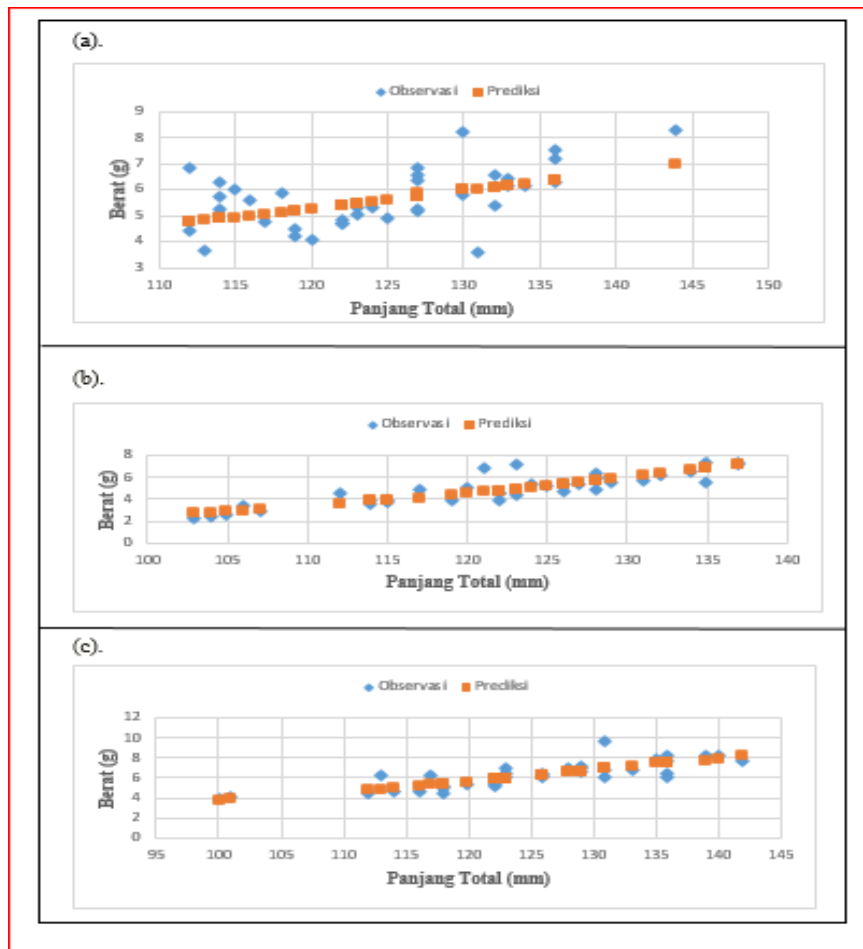 (a).
Observasi Prediksi
9
8
7
6
5
4
3
Berat (g)
110 115 120 125 130 135 140 145 150
Panjang Total (mm)
(b).
Observasi Prediksi
8
6
4
2
0
Berat (g)
100 105 110 115 120 125 130 135 140
Panjang Total (mm)
(c).
Observasi Prediksi
12
10
8
6
4
2
0
Berat (g)
95 100 105 110 115 120 125 130 135 140 145
Panjang Total (mm)